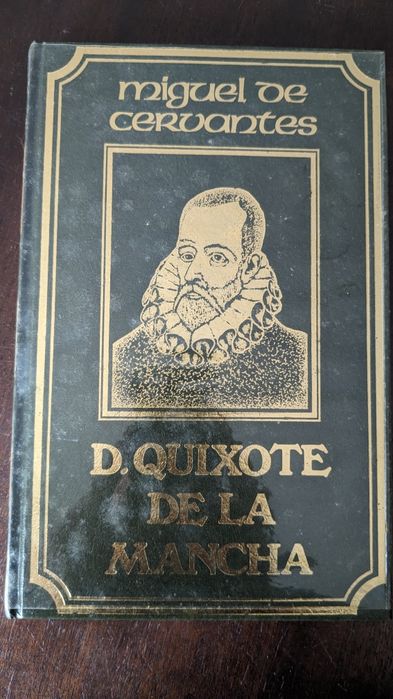 miguel de
cervantes
D. QUIXOTE
DE LA
MANCHA